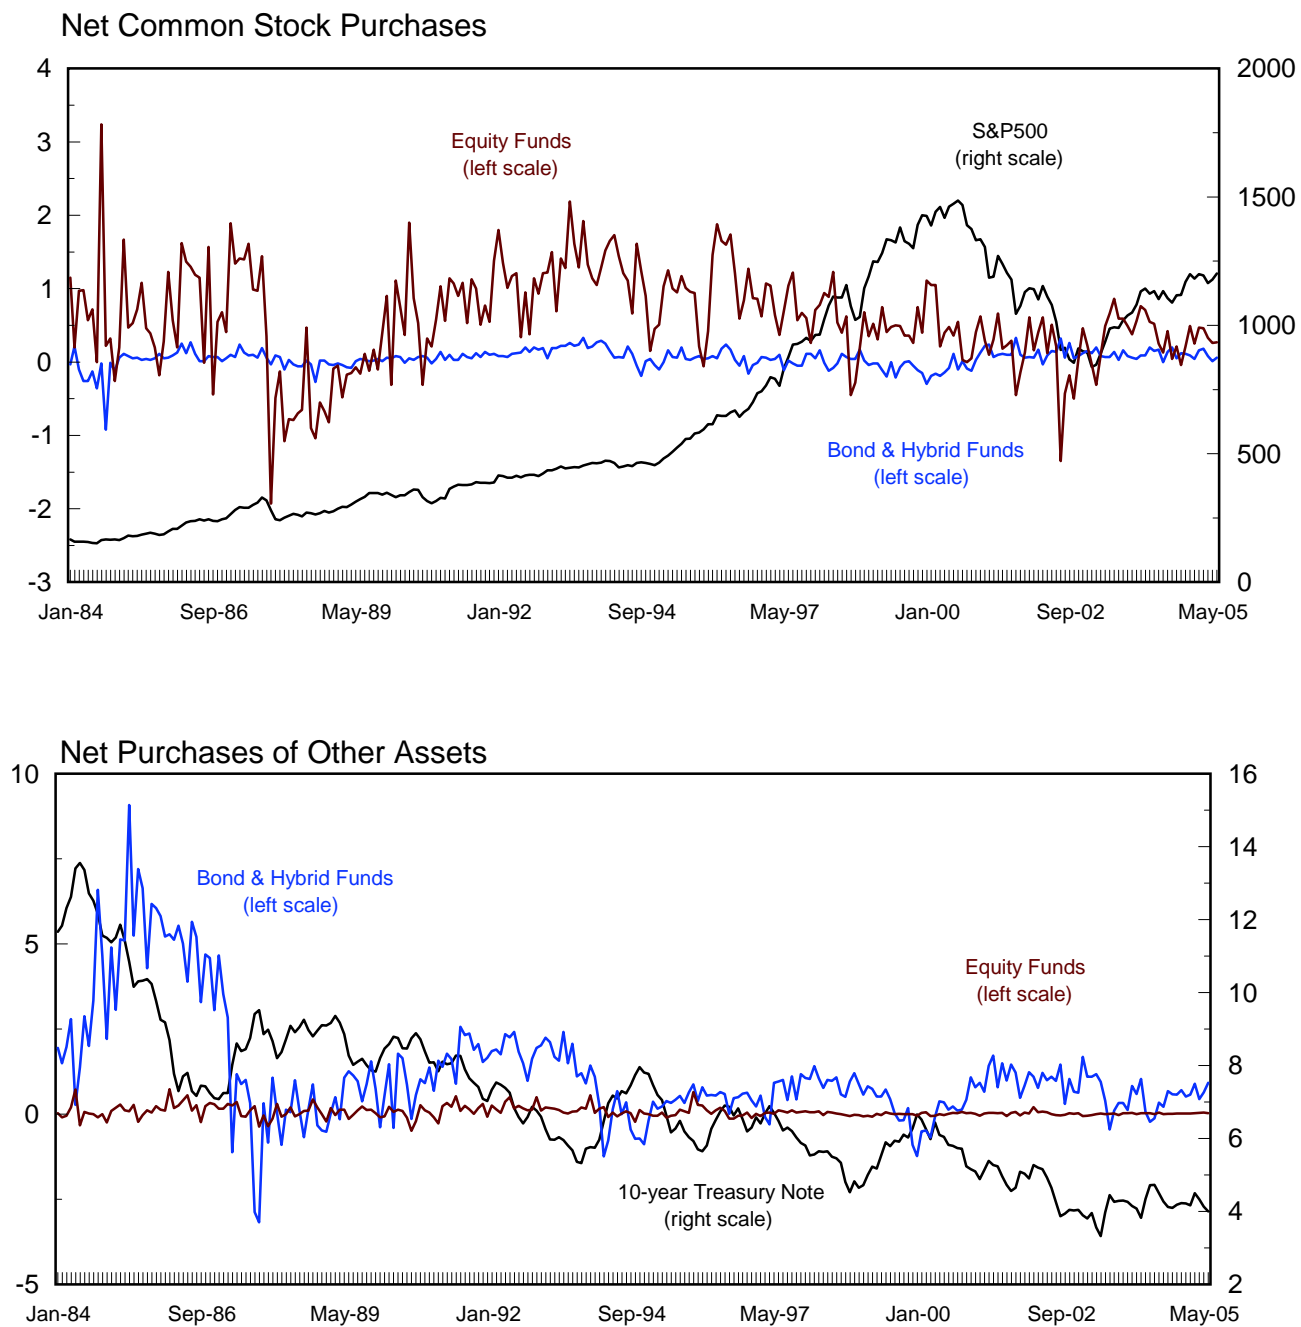 Net Common Stock Purchases
4
3
2
1
0
-1
-2
-3
2000
1500
1000
500
0
Equity Funds
(left scale)
S&P500
(right scale)
Bond & Hybrid Funds
(left scale)
Jan-84 Sep-86 May-89 Jan-92 Sep-94 May-97 Jan-00 Sep-02 May-05
Net Purchases of Other Assets
10
5
0
-5
16
14
12
10
8
6
4
2
Bond & Hybrid Funds
(left scale)
Equity Funds
(left scale)
10-year Treasury Note
(right scale)
Jan-84 Sep-86 May-89 Jan-92 Sep-94 May-97 Jan-00 Sep-02 May-05